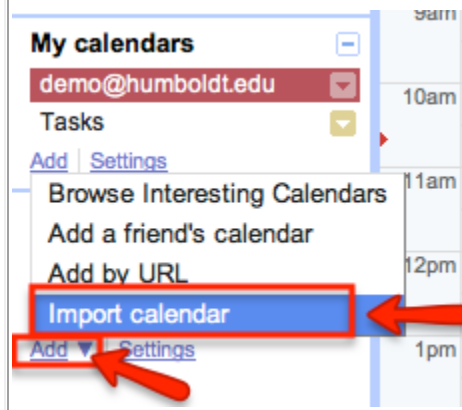 9am
My calendars
demo@humboldt.edu
10am
Tasks
Add Settings
11am
Browse Interesting Calendars
Add a friend's calendar
Add by URL
12pm
Import calendar
Add ▼ Settings
1pm